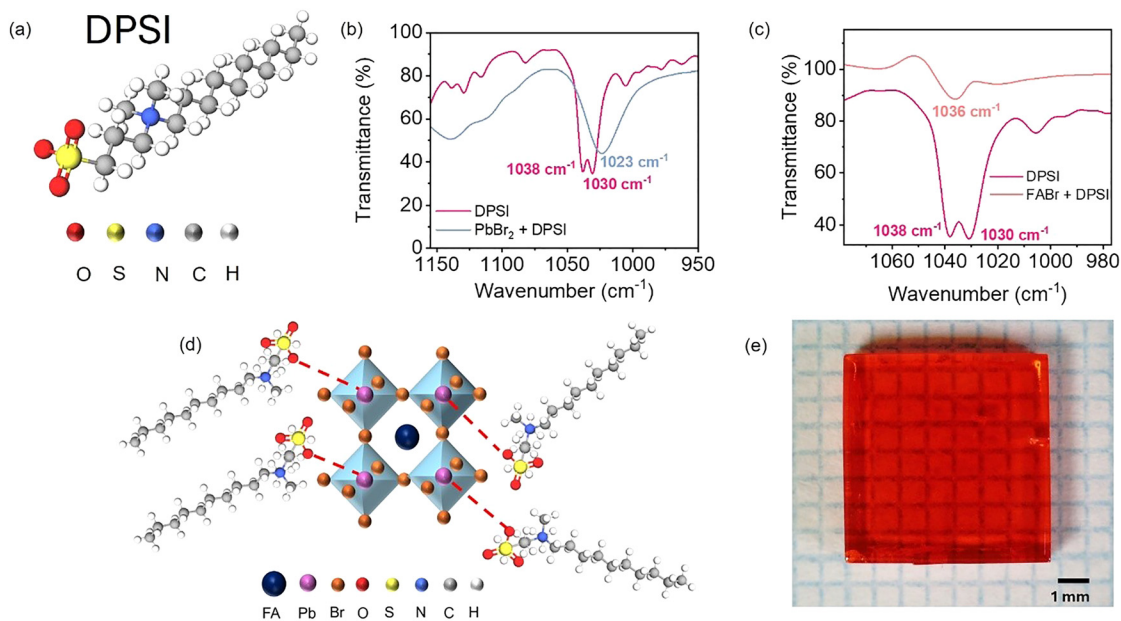 (a)
DPSI
O S N C H
(b)
Transmittance (%)
100
80
60
40
20
0
1038 cm⁻¹
1023 cm⁻¹
1030 cm⁻¹
DPSI
PbBr₂ + DPSI
1150 1100 1050 1000 950
Wavenumber (cm⁻¹)
(c)
Transmittance (%)
100
80
60
40
1036 cm⁻¹
DPSI
FABr + DPSI
1038 cm⁻¹
1030 cm⁻¹
1060 1040 1020 1000 980
Wavenumber (cm⁻¹)
(d)
FA Pb Br O S N C H
(e)
1 mm